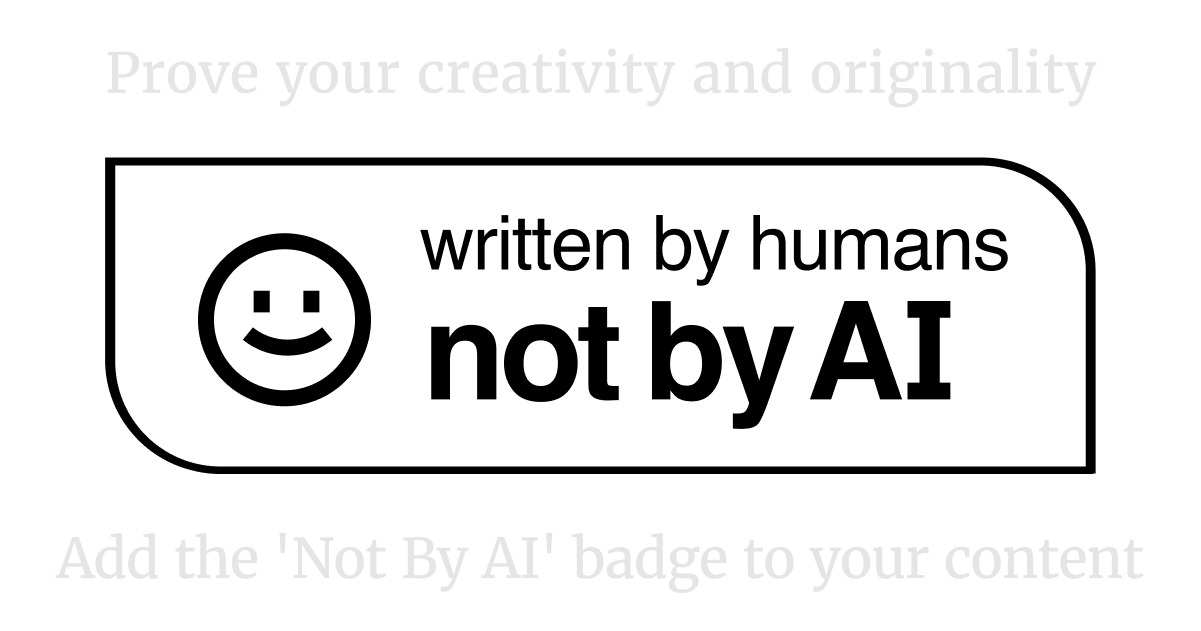 Prove your creativity and originality
written by humans
not by AI
Add the 'Not By AI' badge to your content